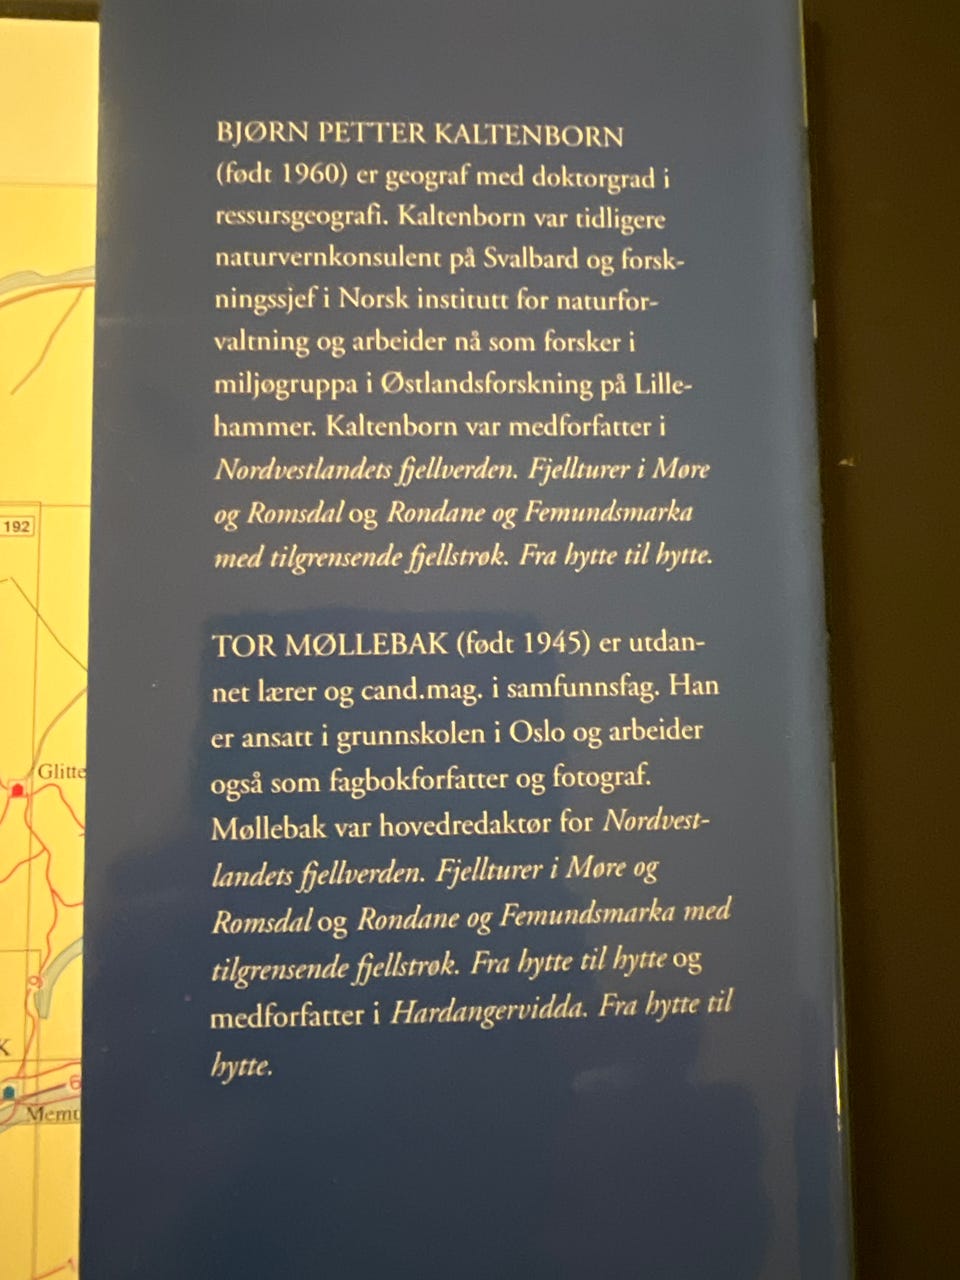 BJØRN PETTER KALTENBORN
(født 1960) er geograf med doktorgrad i
ressursgeografi. Kaltenborn var tidligere
naturvernkonsulent på Svalbard og forsk-
ningssjef i Norsk institutt for naturfor-
valtning og arbeider nå som forsker i
miljøgruppa i Østlandsforskning på Lille-
hammer. Kaltenborn var medforfatter i
Nordvestlandets fjellverden. Fjellturer i Møre
og Romsdal og Rondane og Femundsmarka
med tilgrensende fjellstrøk. Fra hytte til hytte.
TOR MØLLEBAK (født 1945) er utdan-
net lærer og cand.mag. i samfunnsfag. Han
er ansatt i grunnskolen i Oslo og arbeider
også som fagbokforfatter og fotograf.
Møllebak var hovedredaktør for Nordvest-
landets fjellverden. Fjellturer i Møre og
Romsdal og Rondane og Femundsmarka med
tilgrensende fjellstrøk. Fra hytte til hytte og
medforfatter i Hardangervidda. Fra hytte til
hytte.
192
Glitte
9
K
6
Memu